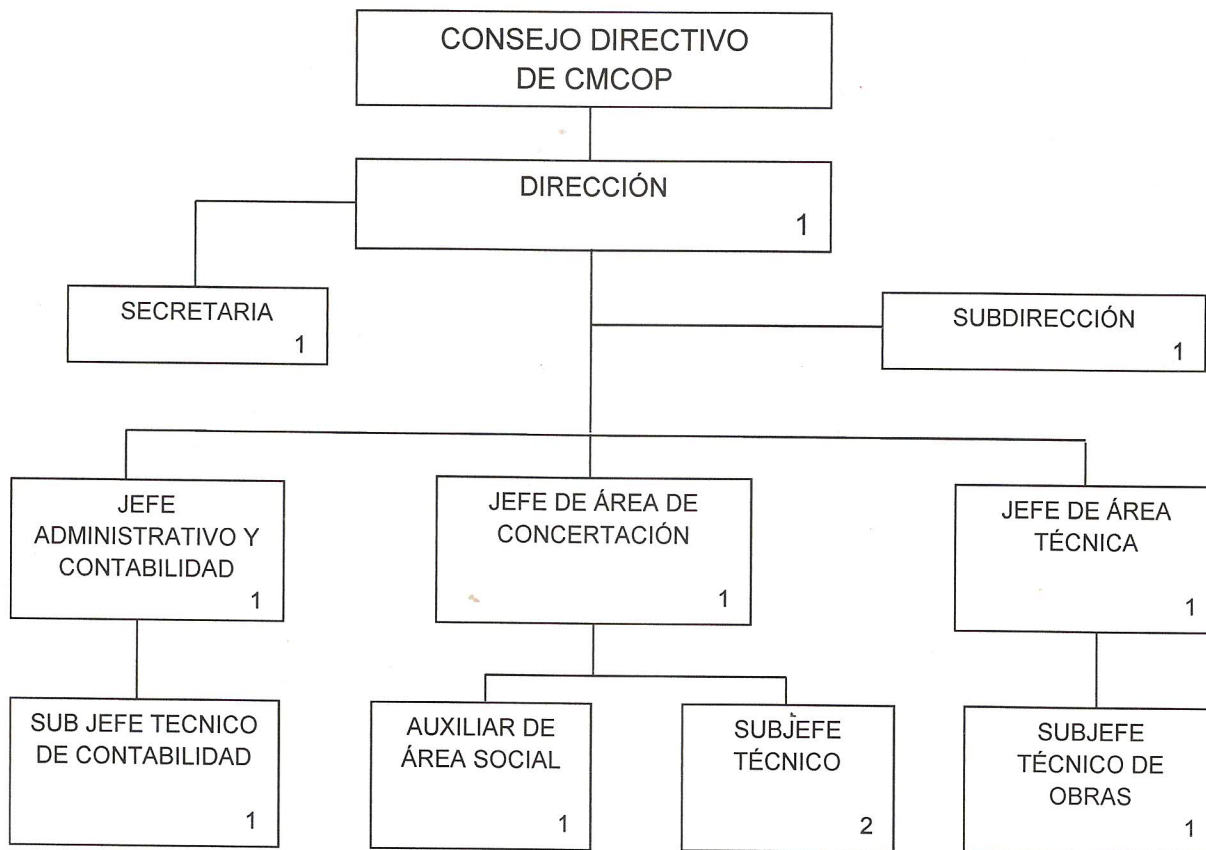 CONSEJO DIRECTIVO
DE CMCOP
DIRECCIÓN
1
SECRETARIA
1
SUBDIRECCIÓN
1
JEFE
ADMINISTRATIVO Y
CONTABILIDAD
1
JEFE DE ÁREA DE
CONCERTACIÓN
1
JEFE DE ÁREA
TÉCNICA
1
SUB JEFE TECNICO
DE CONTABILIDAD
1
AUXILIAR DE
ÁREA SOCIAL
1
SUBJEFE
TÉCNICO
2
SUBJEFE
TÉCNICO DE
OBRAS
1